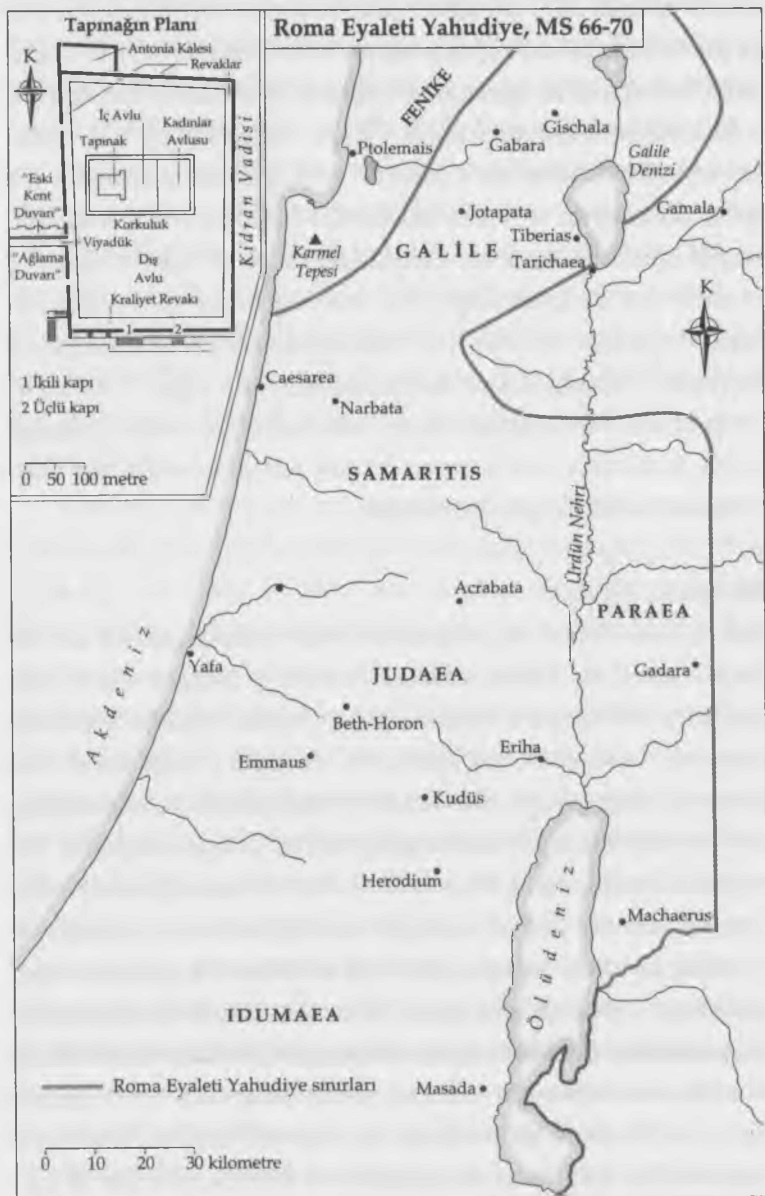 Tapınağın Planı
Roma Eyaleti Yahudiye, MS 66-70
Antonia Kalesi
Revaklar
K
İç Avlu
Kadınlar
Avlusu
Tapınak
"Eski
Kent
Duvarı"
Korkuluk
Viyadük
"Ağlama
Duvarı"
Dış
Avlu
Kraliyet Revakı
1 2
Kidrân Vadisi
1 İkili kapı
2 Üçlü kapı
0 50 100 metre
FENİKE
Ptolemais
Gischala
Gabara
Galile
Denizi
Jotapata
Gamala
Karmel
Tepesi
GALİLE
Tiberias
Tarichaea
K
Caesarea
Narbata
SAMARITIS
Urdün Nehri
Acrabata
PARAEA
Akdeniz
Yafa
JUDAEA
Gadara
Beth-Horon
Emmaus
Eriha
Kudüs
Herodium
Machaerus
Ölüdeniz
IDUMAEA
Roma Eyaleti Yahudiye sınırları
Masada
0 10 20 30 kilometre